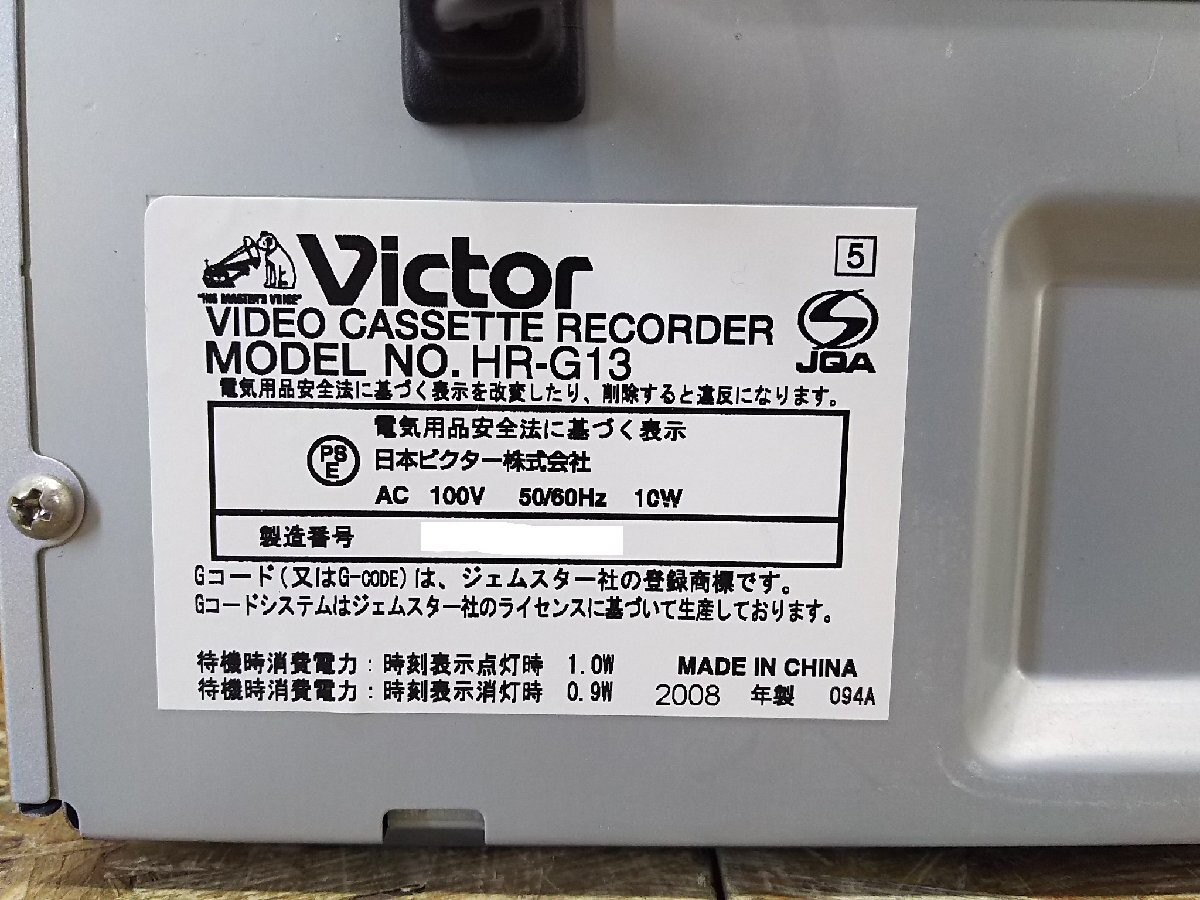 "HIS MASTER'S VOICE"
Victor
5
VIDEO CASSETTE RECORDER
JQA
MODEL NO. HR-G13
電気用品安全法に基づく表示を改変したり、削除すると違反になります。
電気用品安全法に基づく表示
PS
E
日本ビクター株式会社
AC 100V 50/60Hz 10W
製造番号
Gコード(又はG-CODE)は、ジェムスター社の登録商標です。
Gコードシステムはジェムスター社のライセンスに基づいて生産しております。
待機時消費電力:時刻表示点灯時 1.0W MADE IN CHINA
待機時消費電力:時刻表示消灯時 0.9W 2008 年製 094A